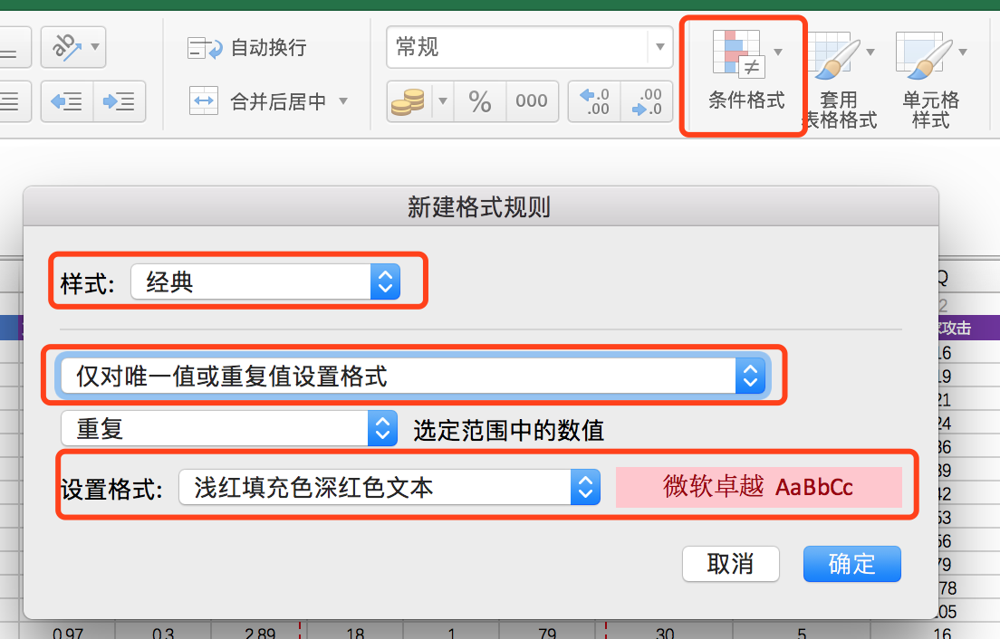 ab
自动换行
常规
合并后居中
%
000
.0
.00
.00
.0
≠
条件格式
套用
表格格式
单元格
样式
新建格式规则
样式:
经典
仅对唯一值或重复值设置格式
重复
选定范围中的数值
设置格式:
浅红填充色深红色文本
微软卓越 AaBbCc
取消
确定
Q
2
攻击
16
19
21
24
36
39
42
53
56
79
78
05
0.97 0.3 2.89 18 1 79 30 5 16